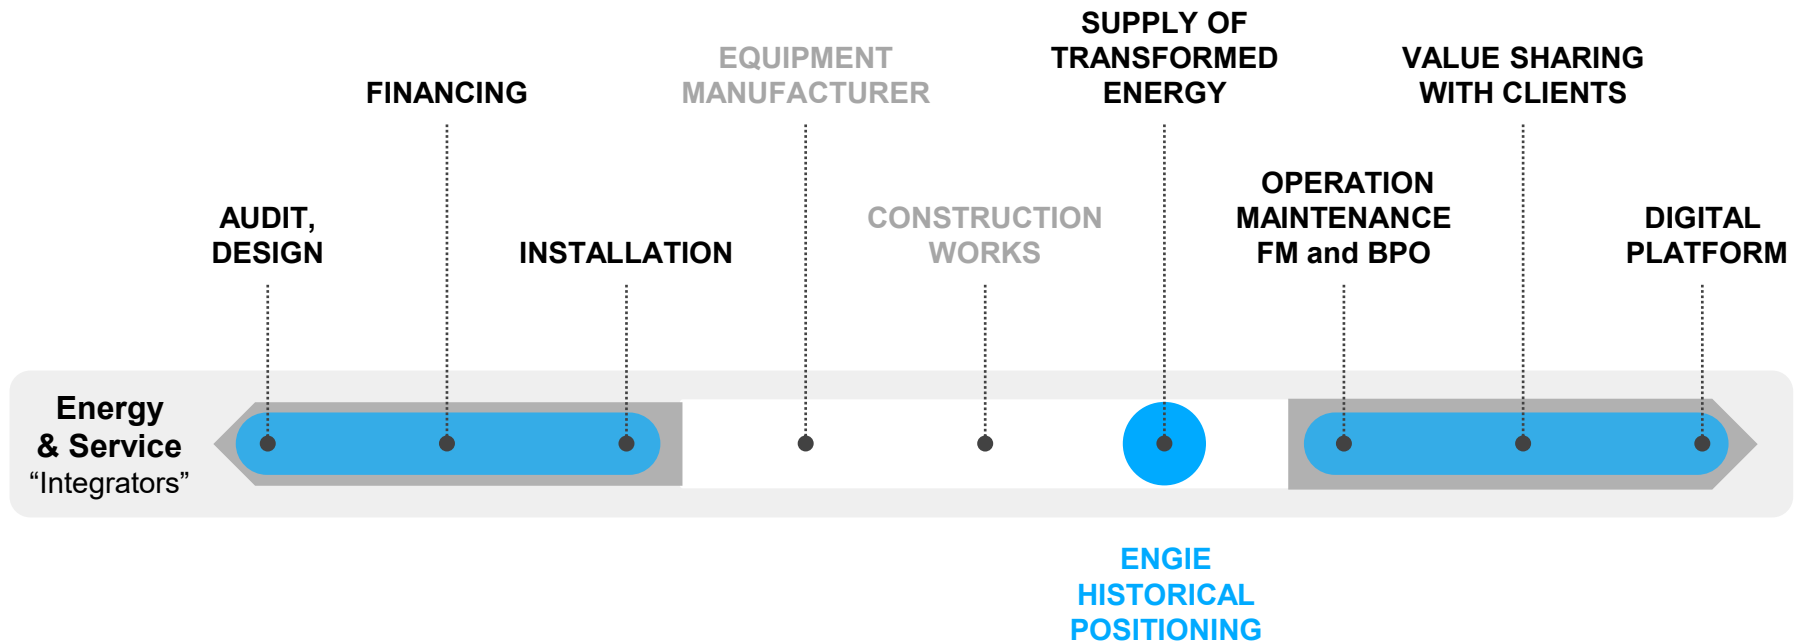 SUPPLY OF
TRANSFORMED
ENERGY
EQUIPMENT
MANUFACTURER
VALUE SHARING
WITH CLIENTS
FINANCING
OPERATION
MAINTENANCE
FM and BPO
AUDIT,
DESIGN
INSTALLATION
CONSTRUCTION
WORKS
DIGITAL
PLATFORM
Energy
& Service
“Integrators”
ENGIE
HISTORICAL
POSITIONING